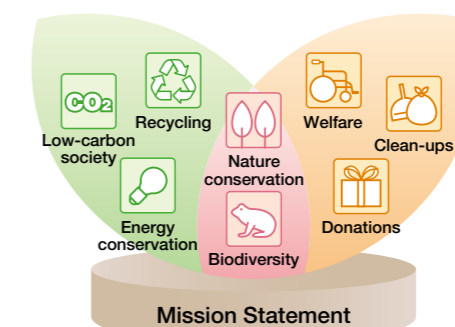 CO2
Low-carbon
society
Recycling
Energy
conservation
Nature
conservation
Biodiversity
Welfare
Clean-ups
Donations
Mission Statement